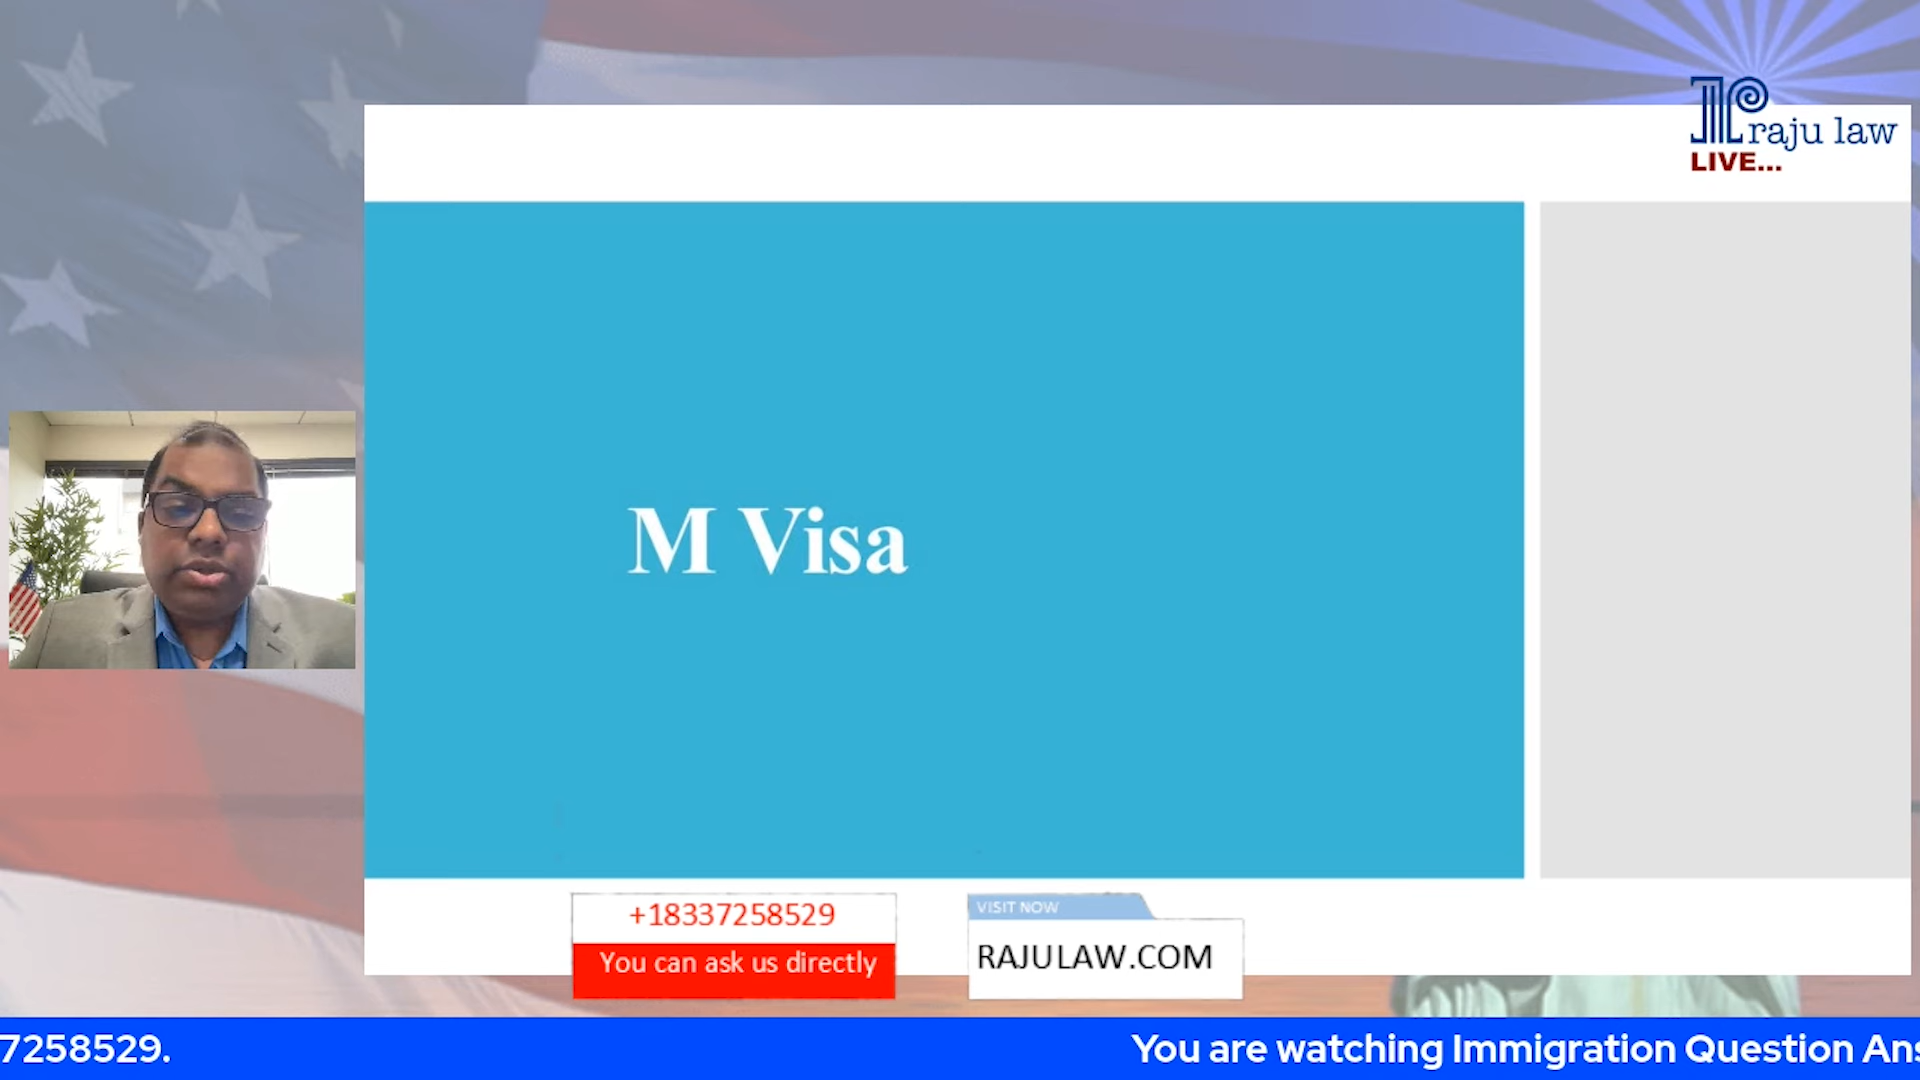 raju law
LIVE...
M Visa
+18337258529
You can ask us directly
VISIT NOW
RAJULAW.COM
7258529.
You are watching Immigration Question Ans